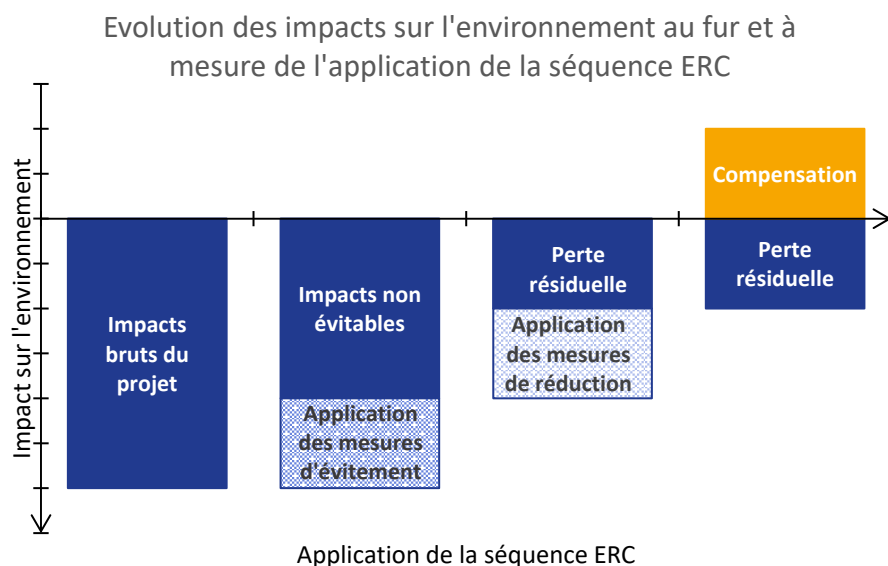 Evolution des impacts sur l'environnement au fur et à
mesure de l'application de la séquence ERC
Impact sur l'environnement
Impacts
bruts du
projet
Impacts non
évitables
Application
des mesures
d'évitement
Perte
résiduelle
Application
des mesures
de réduction
Compensation
Perte
résiduelle
Application de la séquence ERC